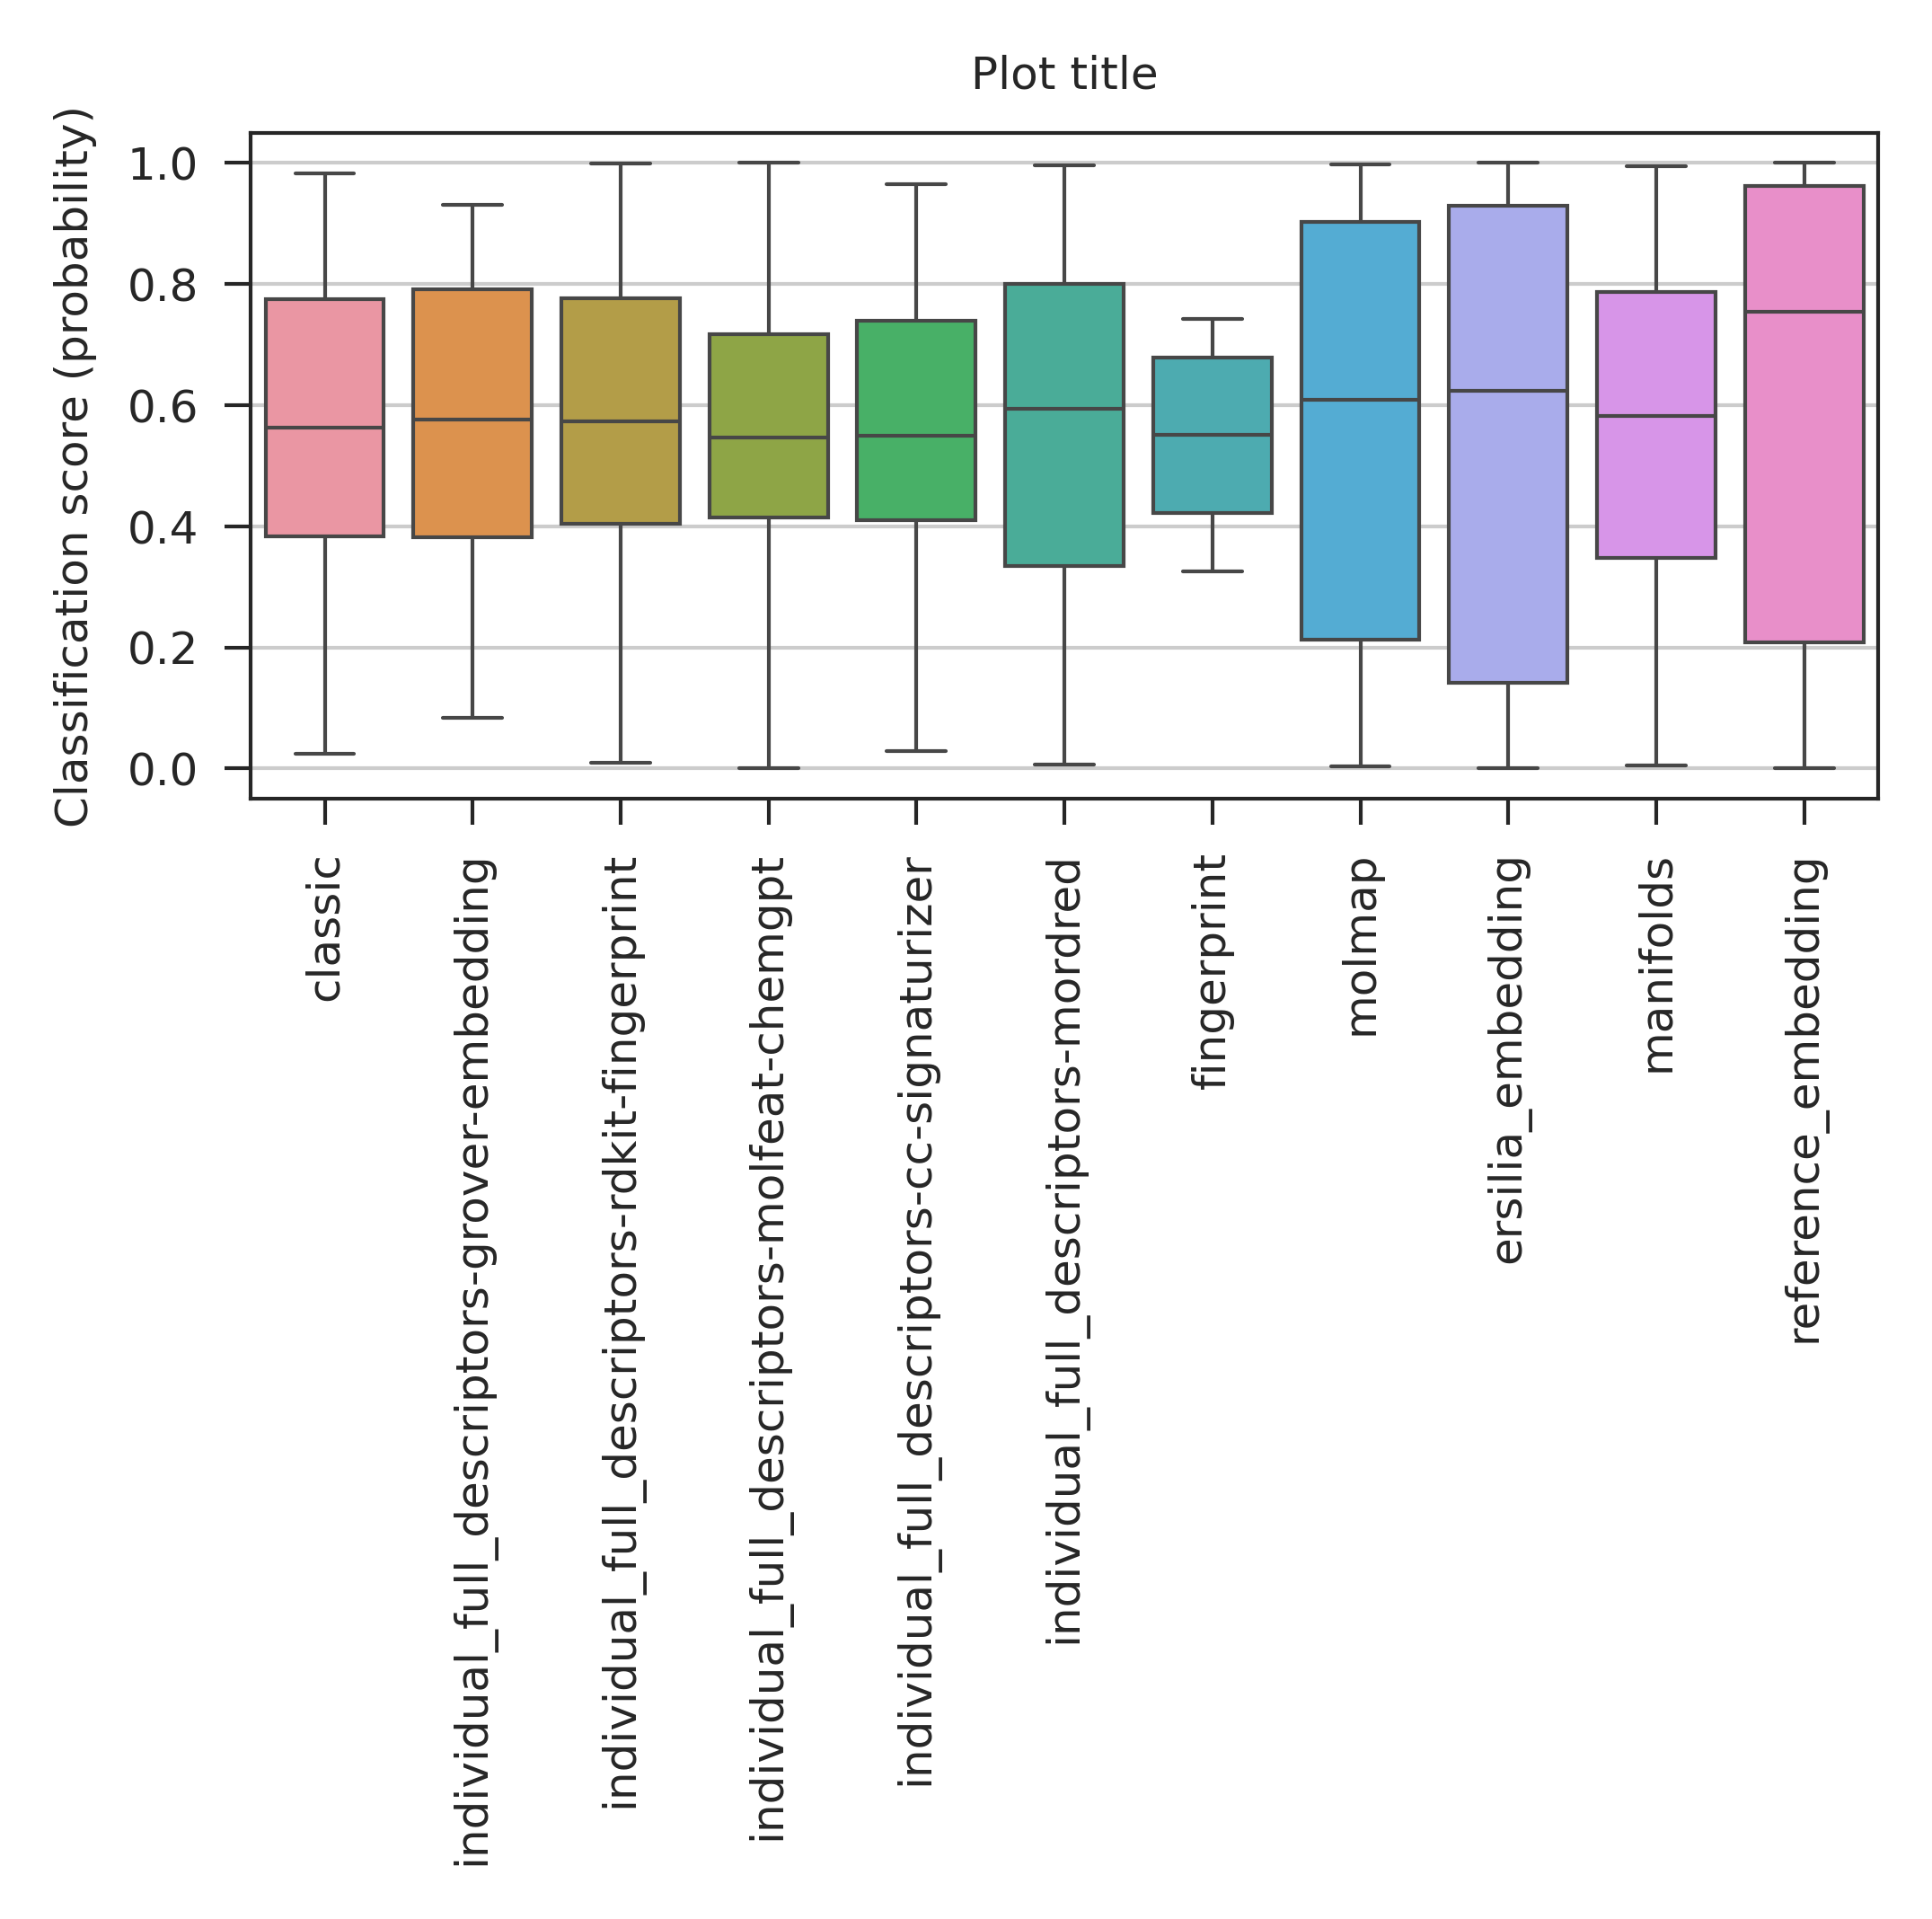 Plot title
Classification score (probability)
1.0
0.8
0.6
0.4
0.2
0.0
classic
individual_full_descriptors-grover-embedding
individual_full_descriptors-rdkit-fingerprint
individual_full_descriptors-molfeat-chemgpt
individual_full_descriptors-cc-signaturizer
individual_full_descriptors-mordred
fingerprint
molmap
ersilia_embedding
manifolds
reference_embedding